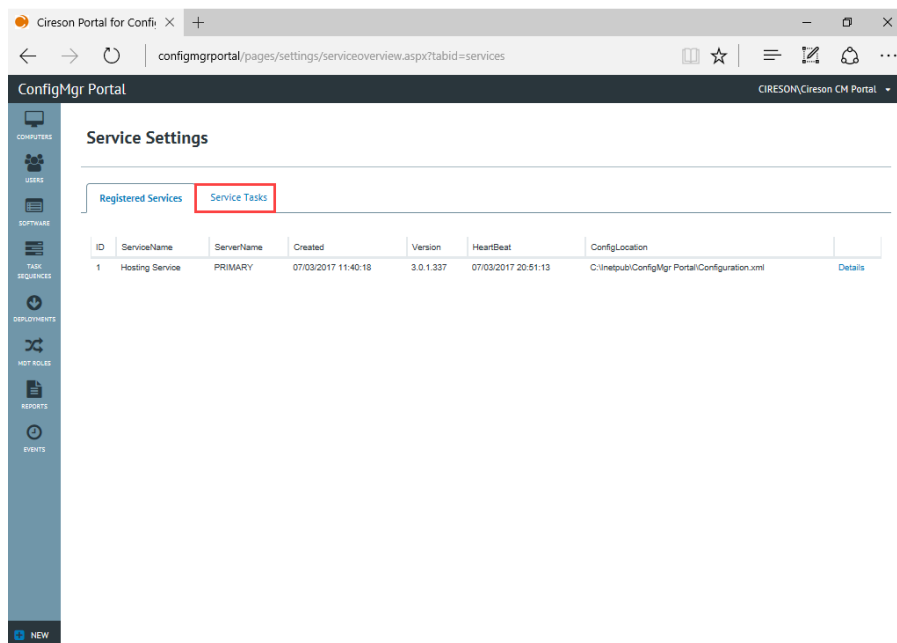 Cireson Portal for Config
configmgrportal/pages/settings/serviceoverview.aspx?tabid=services
ConfigMgr Portal
CIRESON\Cireson CM Portal
COMPUTERS
USERS
SOFTWARE
TASK
SEQUENCES
DEPLOYMENTS
MDT ROLES
REPORTS
EVENTS
NEW
Service Settings
Registered Services Service Tasks
ID ServiceName ServerName Created Version HeartBeat ConfigLocation
1 Hosting Service PRIMARY 07/03/2017 11:40:18 3.0.1.337 07/03/2017 20:51:13 C:\Inetpub\ConfigMgr Portal\Configuration.xml Details